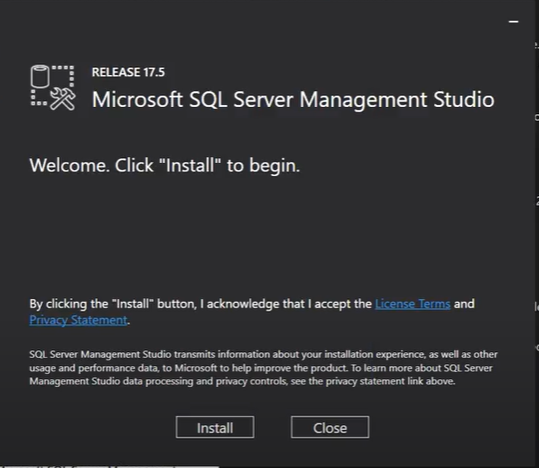 RELEASE 17.5
Microsoft SQL Server Management Studio
Welcome. Click "Install" to begin.
By clicking the "Install" button, I acknowledge that I accept the License Terms and
Privacy Statement.
SQL Server Management Studio transmits information about your installation experience, as well as other
usage and performance data, to Microsoft to help improve the product. To learn more about SQL Server
Management Studio data processing and privacy controls, see the privacy statement link above.
Install
Close